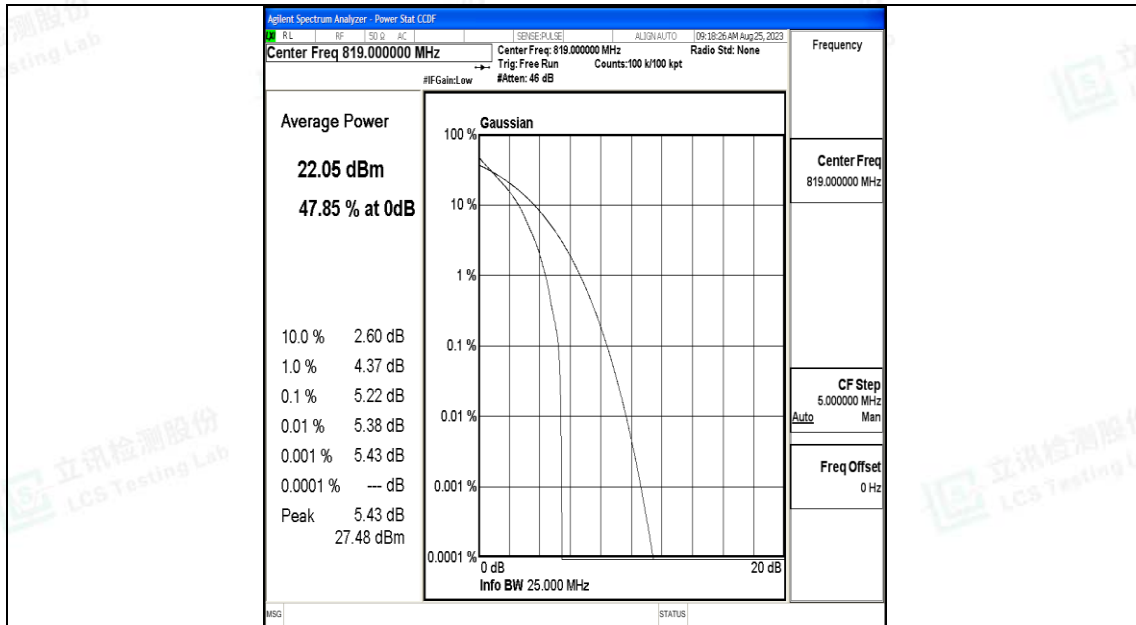 Agilent Spectrum Analyzer - Power Stat CCDF
RL RF 50 Ω AC SENSE:PULSE ALIGNAUTO 09:18:26 AM Aug 25, 2023
Center Freq 819.000000 MHz
Center Freq: 819.000000 MHz Radio Std: None
Trig: Free Run Counts:100 k/100 kpt
#IFGain:Low #Atten: 46 dB
Frequency
Average Power
22.05 dBm
47.85 % at 0dB
10.0 % 2.60 dB
1.0 % 4.37 dB
0.1 % 5.22 dB
0.01 % 5.38 dB
0.001 % 5.43 dB
0.0001 % --- dB
Peak 5.43 dB
27.48 dBm
Gaussian
100 %
10 %
1 %
0.1 %
0.01 %
0.001 %
0.0001 %
0 dB 20 dB
Info BW 25.000 MHz
Center Freq
819.000000 MHz
CF Step
5.000000 MHz
Auto Man
Freq Offset
0 Hz
MSG STATUS
立讯检测股份
LCS Testing Lab
立讯检测股份